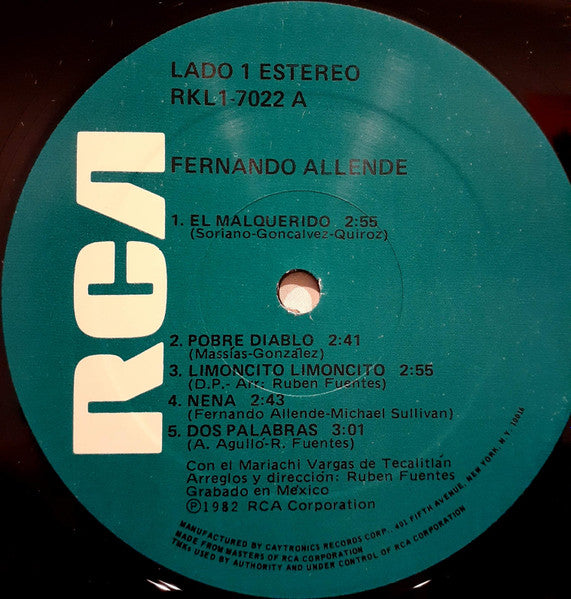 LADO 1 ESTEREO
RKL1-7022 A
RCA
FERNANDO ALLENDE
1. EL MALQUERIDO 2:55
(Soriano-Goncalvez-Quiroz)
2. POBRE DIABLO 2:41
(Massías-González)
3. LIMONCITO LIMONCITO 2:55
(D.P.- Arr: Ruben Fuentes)
4. NENA 2:43
(Fernando Allende-Michael Sullivan)
5. DOS PALABRAS 3:01
(A. Agulló-R. Fuentes)
Con el Mariachi Vargas de Tecalitlán
Arreglos y dirección: Ruben Fuentes
Grabado en México
Ⓟ1982 RCA Corporation
MANUFACTURED BY CAYTRONICS RECORDS CORP., 401 FIFTH AVENUE, NEW YORK, N.Y. 10016
MADE FROM MASTERS OF RCA CORPORATION
TMKs USED BY AUTHORITY AND UNDER CONTROL OF RCA CORPORATION